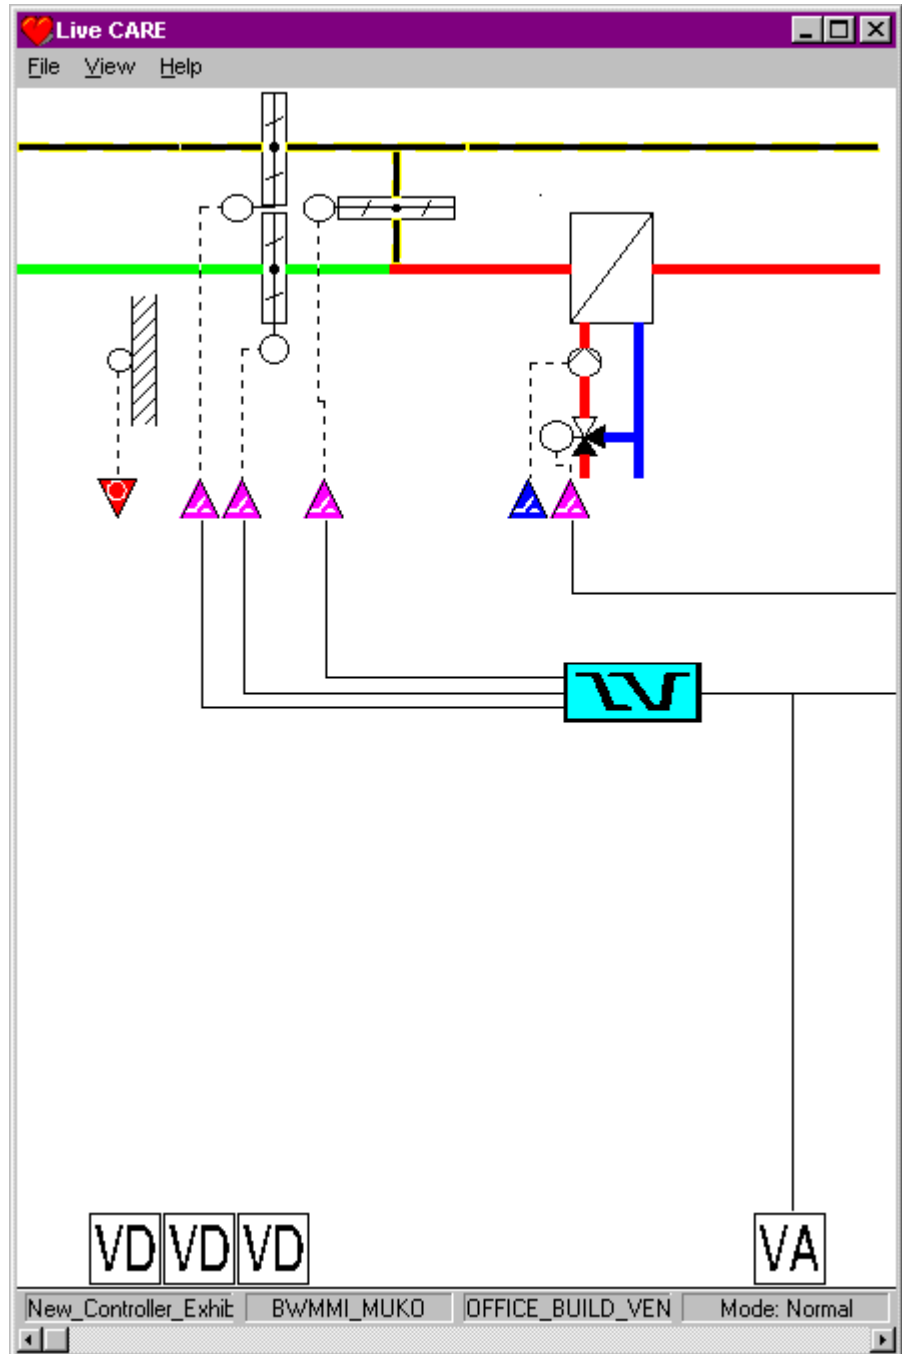 Live CARE
File View Help
VD VD VD VA
New_Controller_Exhib BWMMI_MUKO OFFICE_BUILD_VEN Mode: Normal